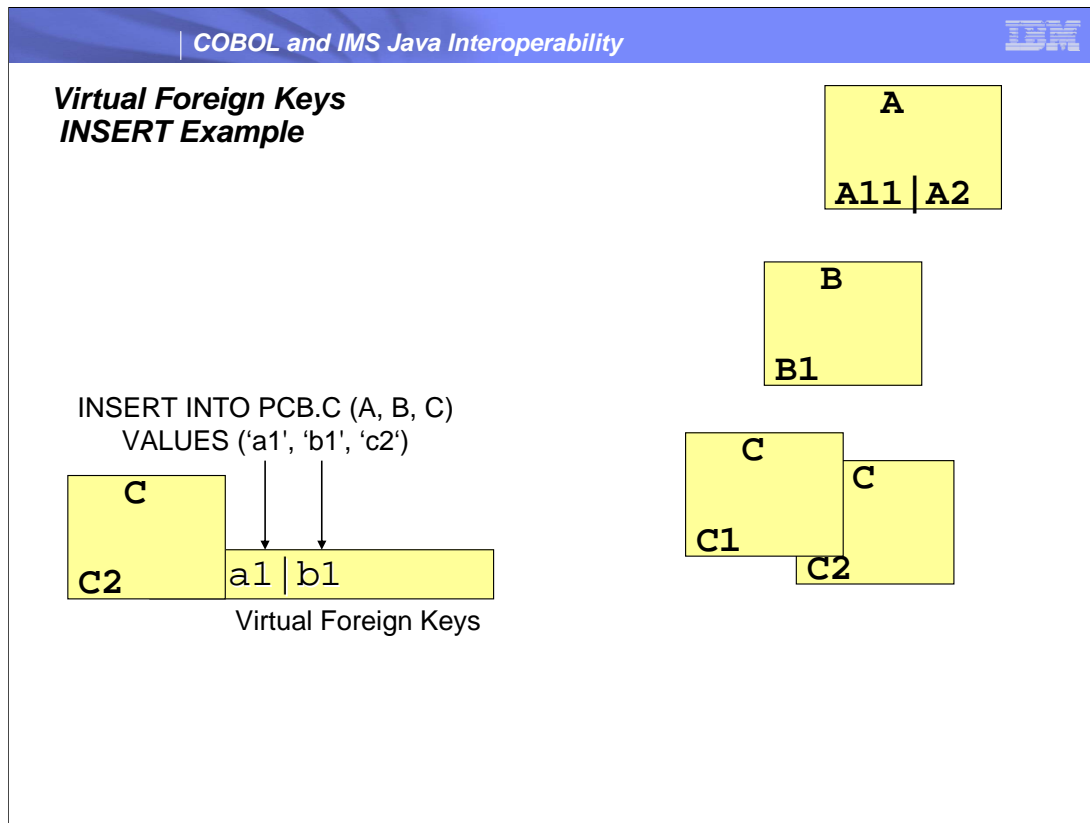 COBOL and IMS Java Interoperability
IBM
Virtual Foreign Keys
INSERT Example
A
A11|A2
B
B1
INSERT INTO PCB.C (A, B, C)
VALUES (‘a1', ‘b1', ‘c2‘)
C
C2
a1|b1
Virtual Foreign Keys
C
C1
C
C2